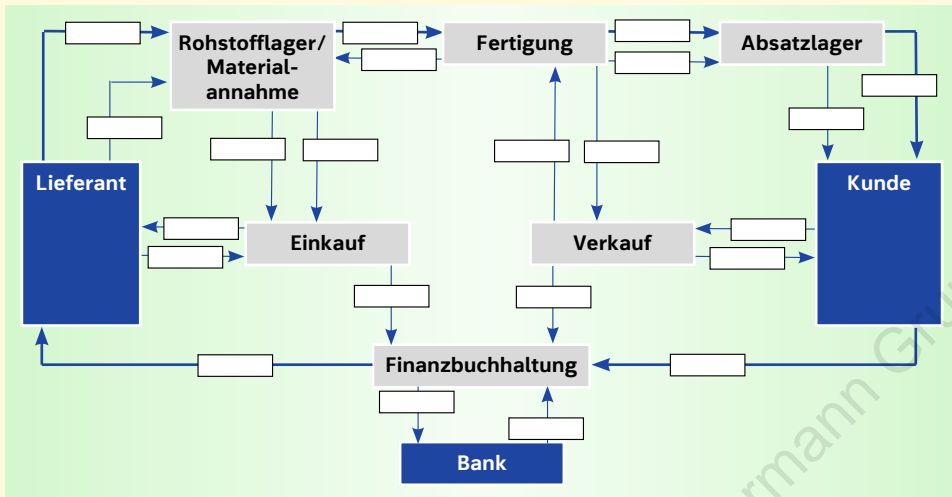 Rohstofflager/
Material-
annahme
Fertigung
Absatzlager
Lieferant
Kunde
Einkauf
Verkauf
Finanzbuchhaltung
Bank